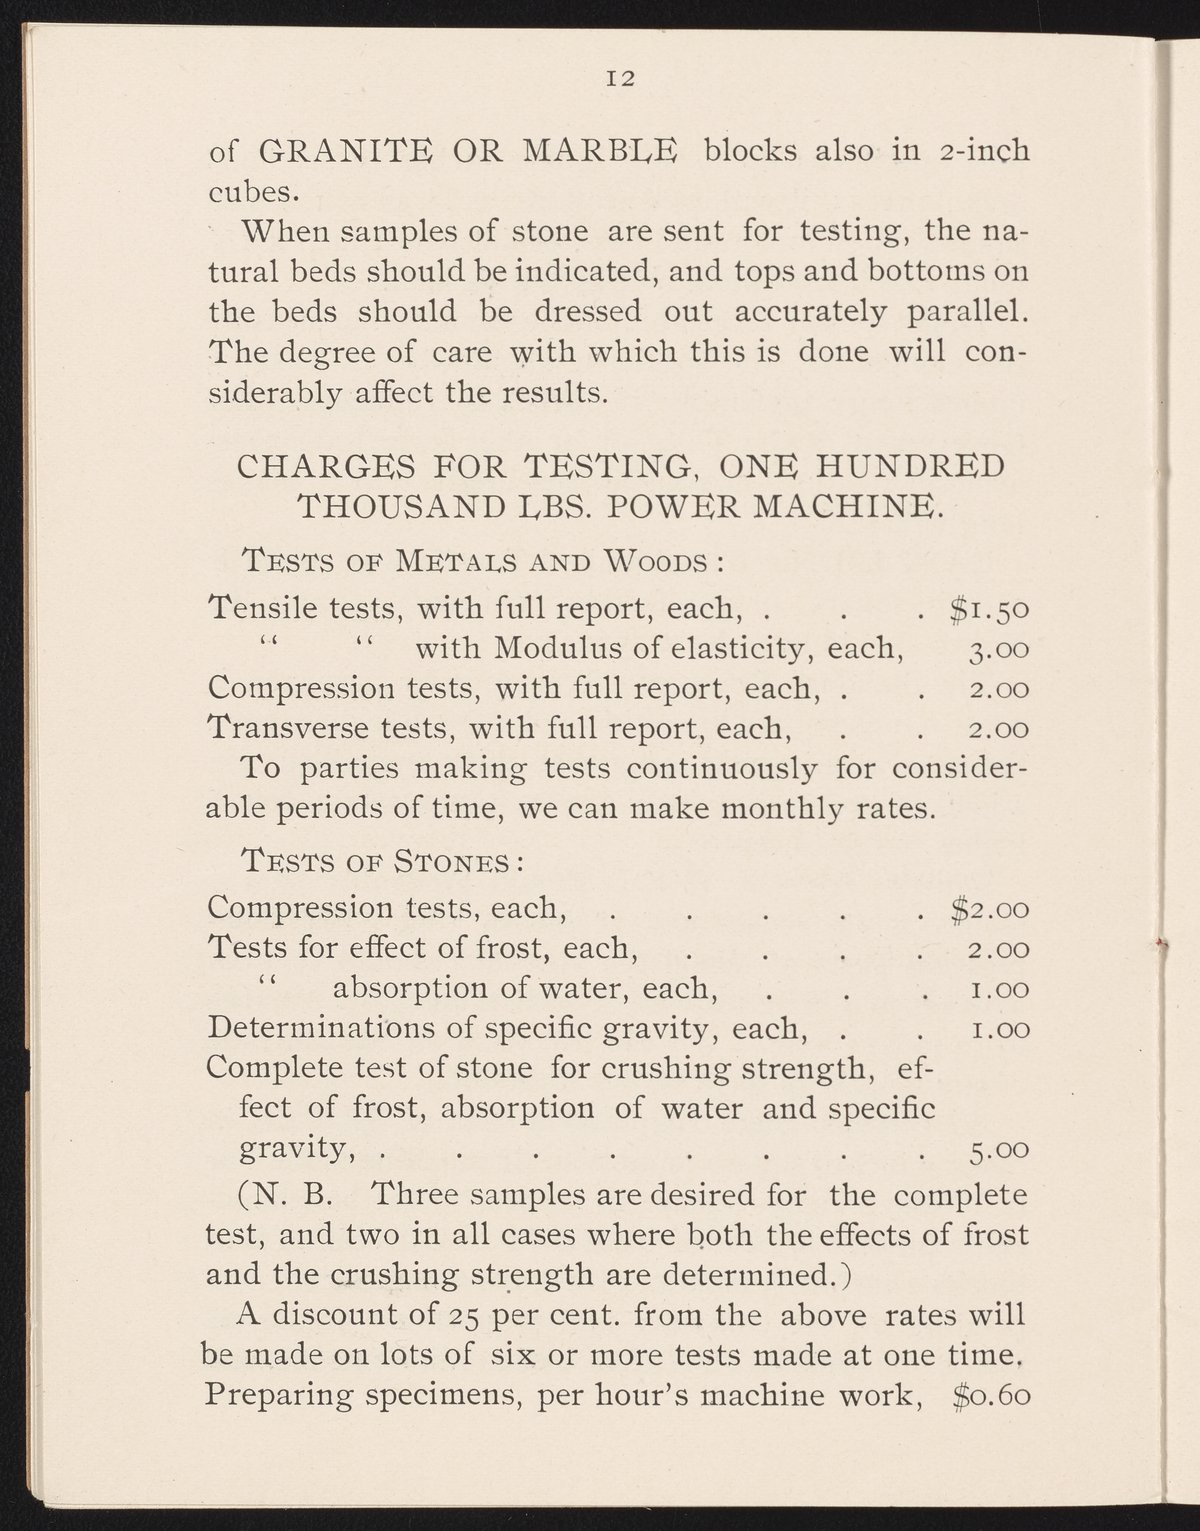 12
of GRANITE OR MARBLE blocks also in 2-inch
cubes.
When samples of stone are sent for testing, the na-
tural beds should be indicated, and tops and bottoms on
the beds should be dressed out accurately parallel.
The degree of care with which this is done will con-
siderably affect the results.
CHARGES FOR TESTING, ONE HUNDRED
THOUSAND LBS. POWER MACHINE.
TESTS OF METALS AND WOODS :
Tensile tests, with full report, each, . . . $1.50
“ “ with Modulus of elasticity, each, 3.00
Compression tests, with full report, each, . . 2.00
Transverse tests, with full report, each, . . 2.00
To parties making tests continuously for consider-
able periods of time, we can make monthly rates.
TESTS OF STONES :
Compression tests, each, . . . . . $2.00
Tests for effect of frost, each, . . . . 2.00
“ absorption of water, each, . . . 1.00
Determinations of specific gravity, each, . . 1.00
Complete test of stone for crushing strength, ef-
fect of frost, absorption of water and specific
gravity, . . . . . . . . 5.00
(N. B. Three samples are desired for the complete
test, and two in all cases where both the effects of frost
and the crushing strength are determined.)
A discount of 25 per cent. from the above rates will
be made on lots of six or more tests made at one time.
Preparing specimens, per hour’s machine work, $0.60